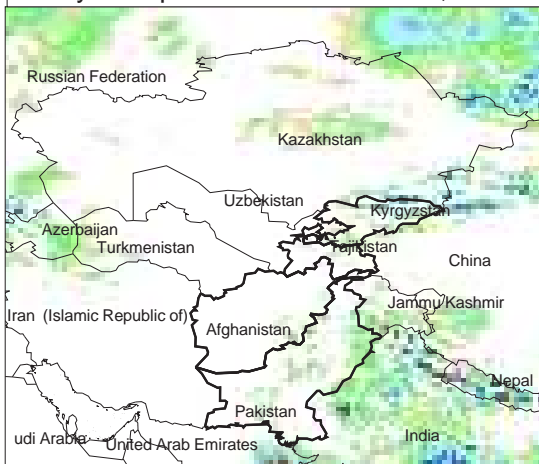 Russian Federation
Kazakhstan
Uzbekistan
Kyrgyzstan
Azerbaijan
Turkmenistan
Tajikistan
China
Jammu Kashmir
Iran (Islamic Republic of)
Afghanistan
Nepal
Pakistan
udi Arabia
United Arab Emirates
India